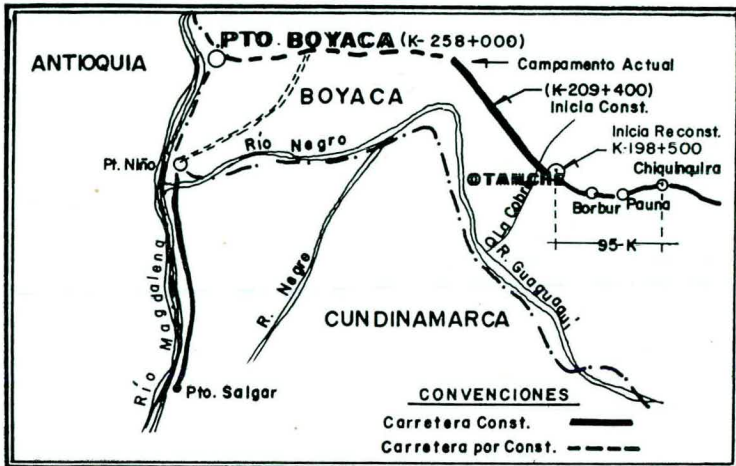 PTO. BOYACA (K-258+000)
ANTIOQUIA
Campamento Actual
BOYACA
(K-209+400)
Inicia Const.
Río Negro
Inicia Reconst.
K-198+500
Pt. Niño
Chiquinquira
OTANCHE
Borbur
Pauna
Q La Cobre
95-K
R. Guaguaqui
R. Negro
Río Magdalena
CUNDINAMARCA
Pto. Salgar
CONVENCIONES
Carretera Const.
Carretera por Const.